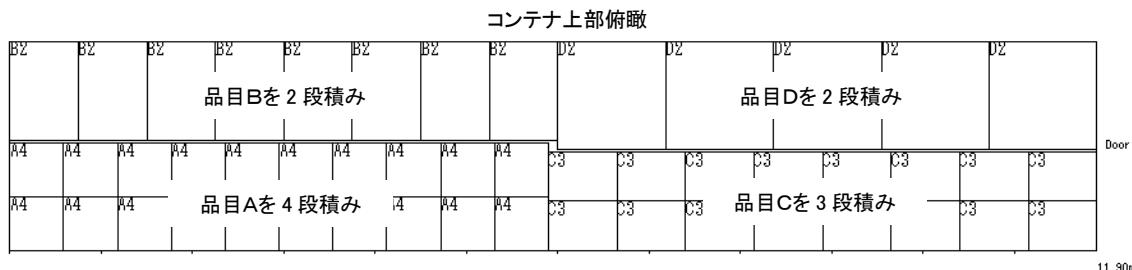 コンテナ上部俯瞰
B2 B2 B2 B2 B2 B2 B2 B2 D2 D2 D2 D2 D2
品目Bを2段積み 品目Dを2段積み
Door
A4 A4 A4 A4 A4 A4 A4 A4 A4 A4
C3 C3 C3 C3 C3 C3 C3 C3
A4 A4 A4 品目Aを4段積み 4 A4 A4
C3 C3 C3 品目Cを3段積み C3 C3
11.90